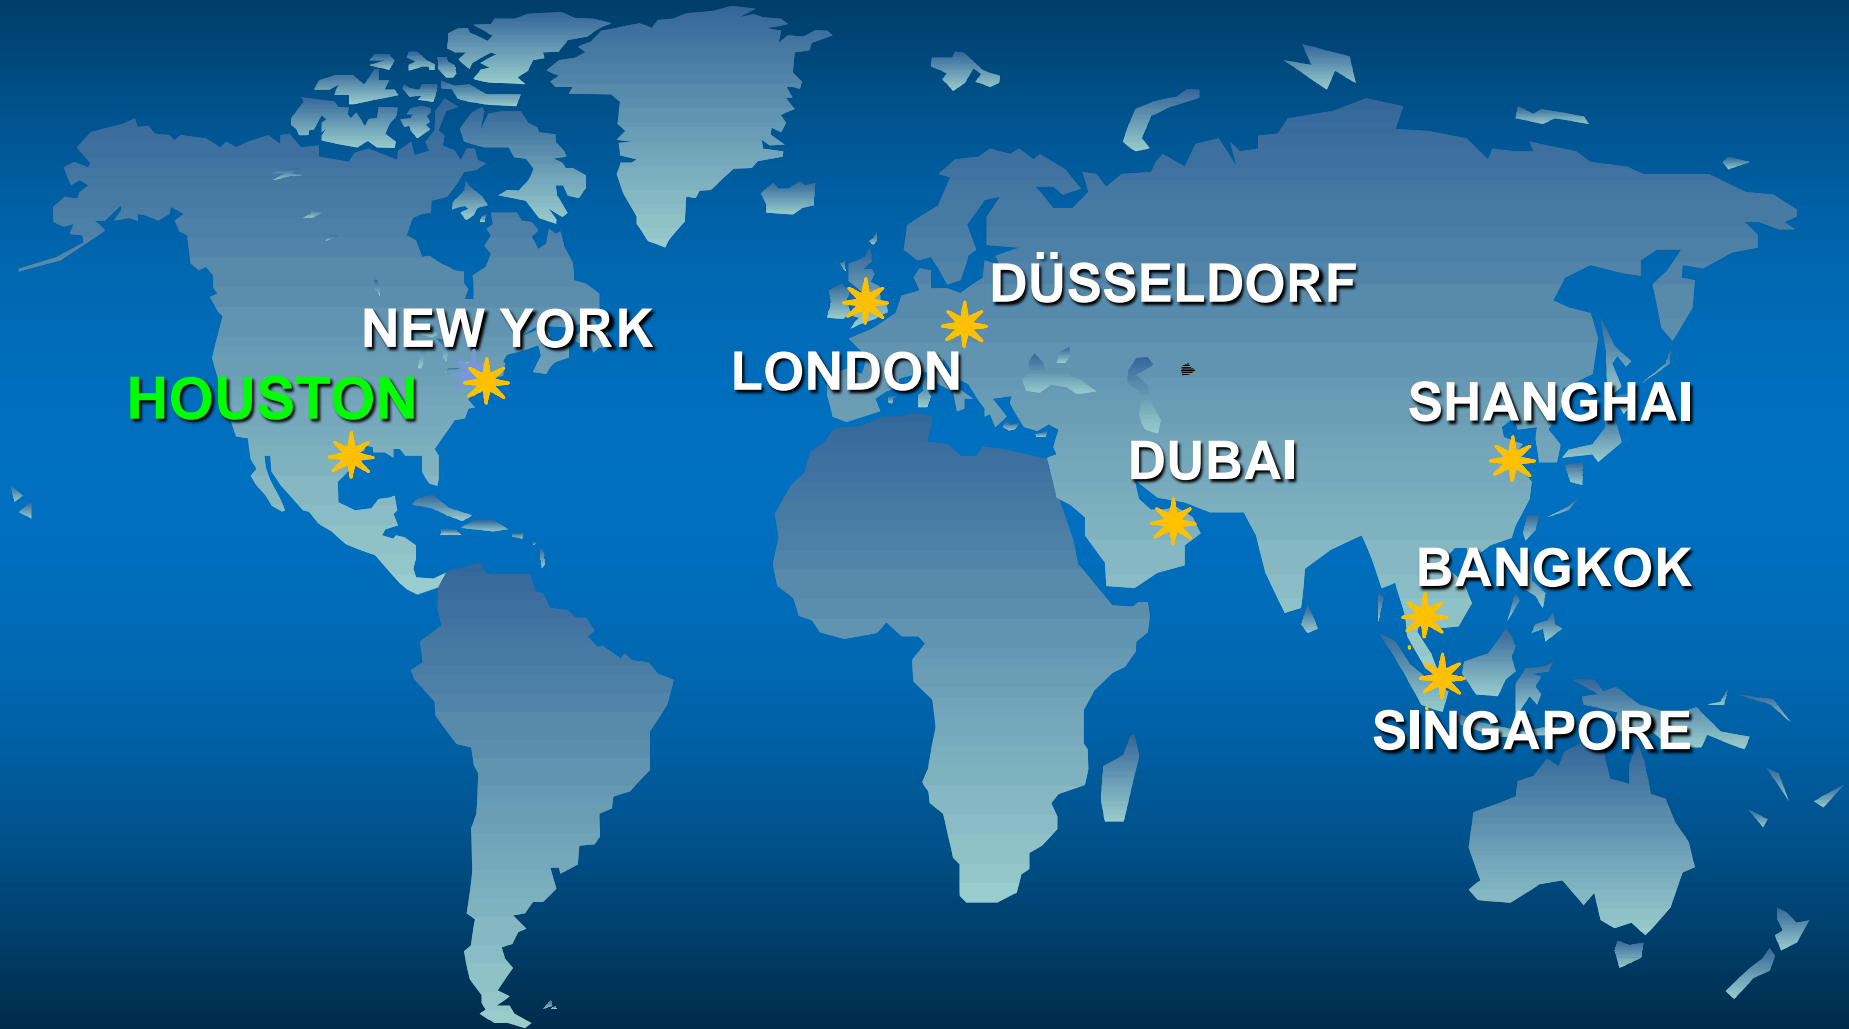 DÜSSELDORF
NEW YORK
LONDON
HOUSTON
SHANGHAI
DUBAI
BANGKOK
SINGAPORE